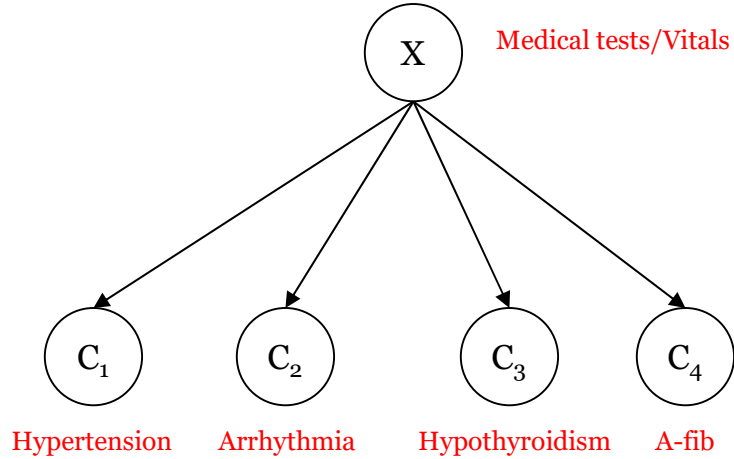 X
Medical tests/Vitals
C₁
C₂
C₃
C₄
Hypertension
Arrhythmia
Hypothyroidism
A-fib